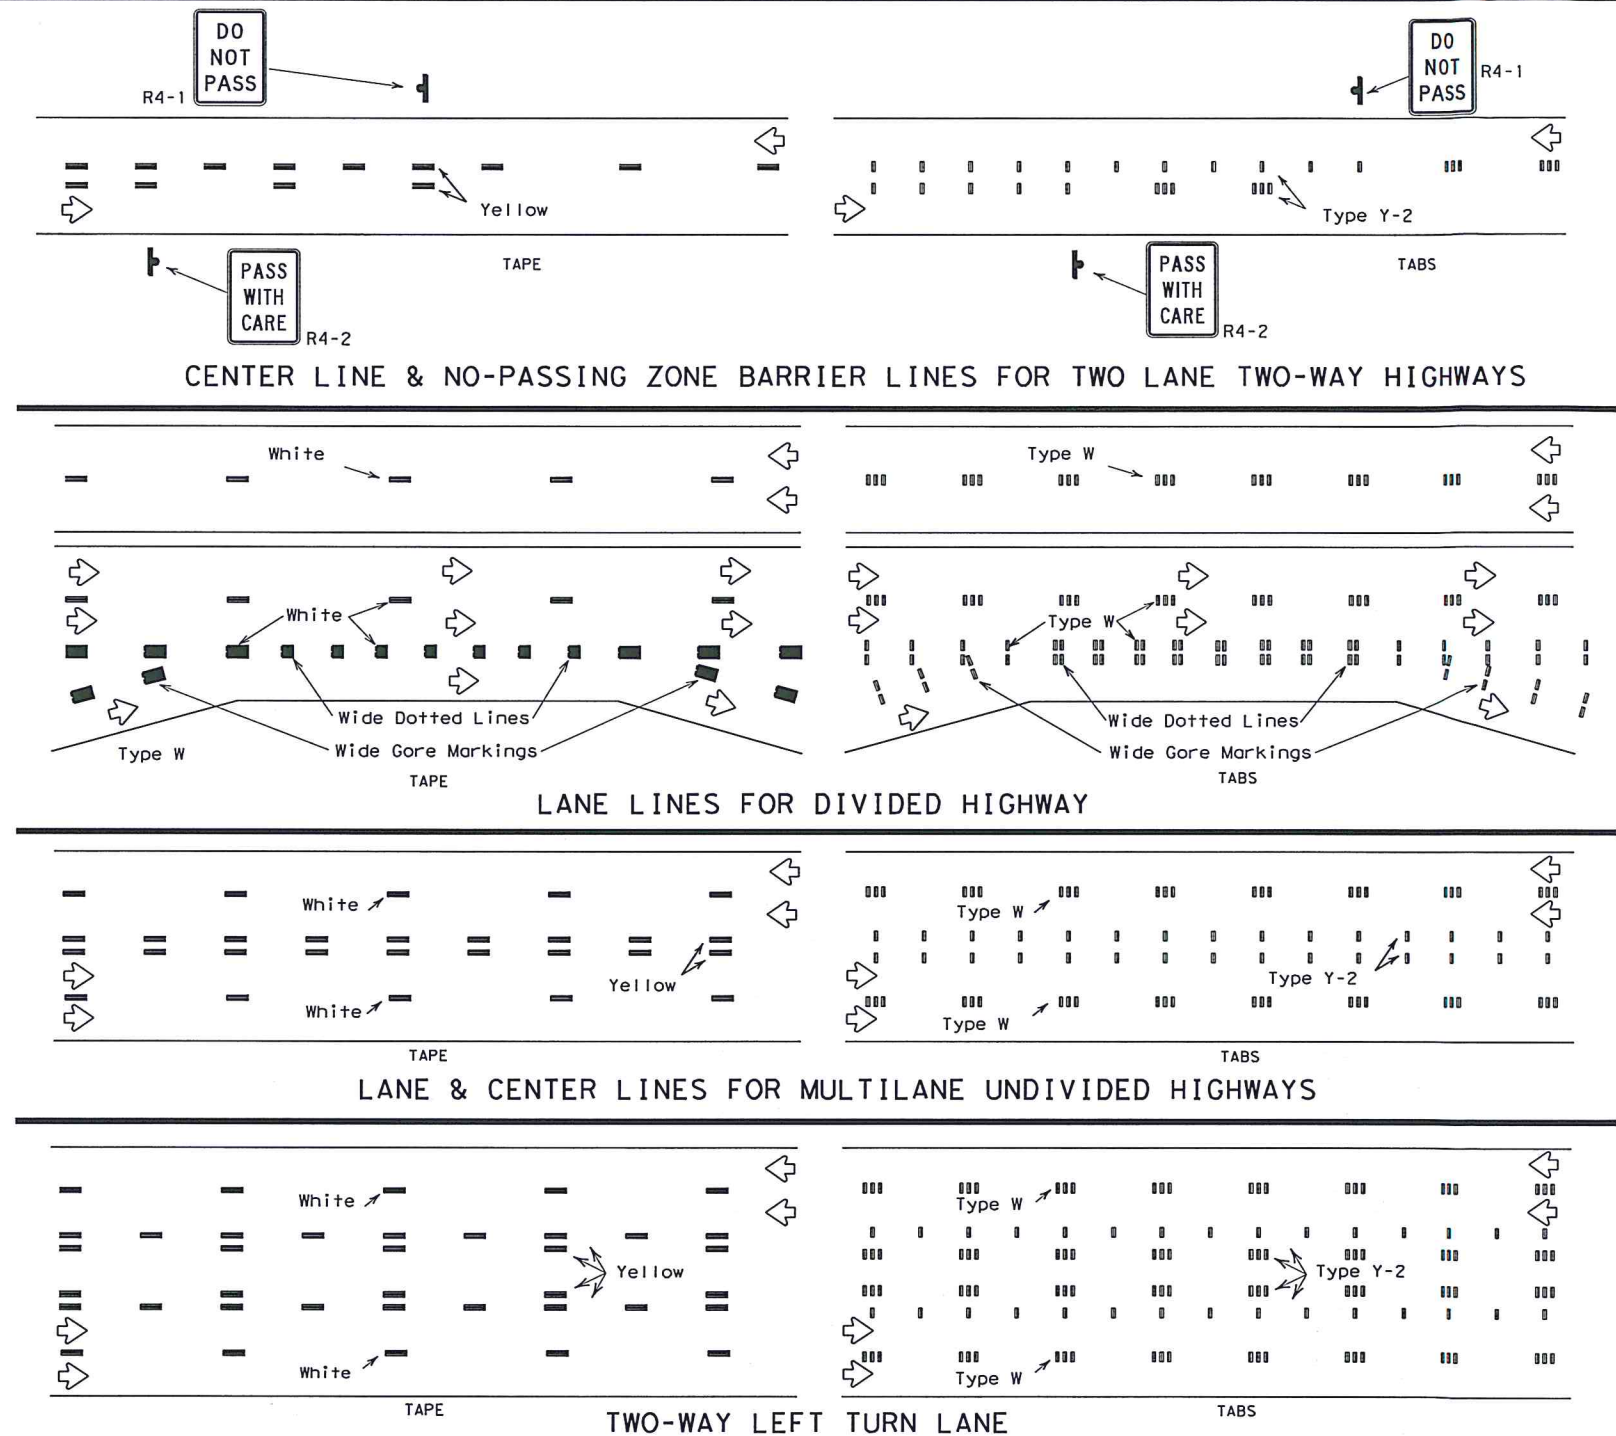 DO
NOT
PASS
R4-1
Yellow
TAPE
PASS
WITH
CARE
R4-2
DO
NOT
PASS
R4-1
Type Y-2
TABS
PASS
WITH
CARE
R4-2
CENTER LINE & NO-PASSING ZONE BARRIER LINES FOR TWO LANE TWO-WAY HIGHWAYS
White
White
Wide Dotted Lines
Wide Gore Markings
Type W
TAPE
Type W
Type W
Wide Dotted Lines
Wide Gore Markings
TABS
LANE LINES FOR DIVIDED HIGHWAY
White
Yellow
White
TAPE
Type W
Type Y-2
Type W
TABS
LANE & CENTER LINES FOR MULTILANE UNDIVIDED HIGHWAYS
White
Yellow
White
TAPE
Type W
Type Y-2
Type W
TABS
TWO-WAY LEFT TURN LANE